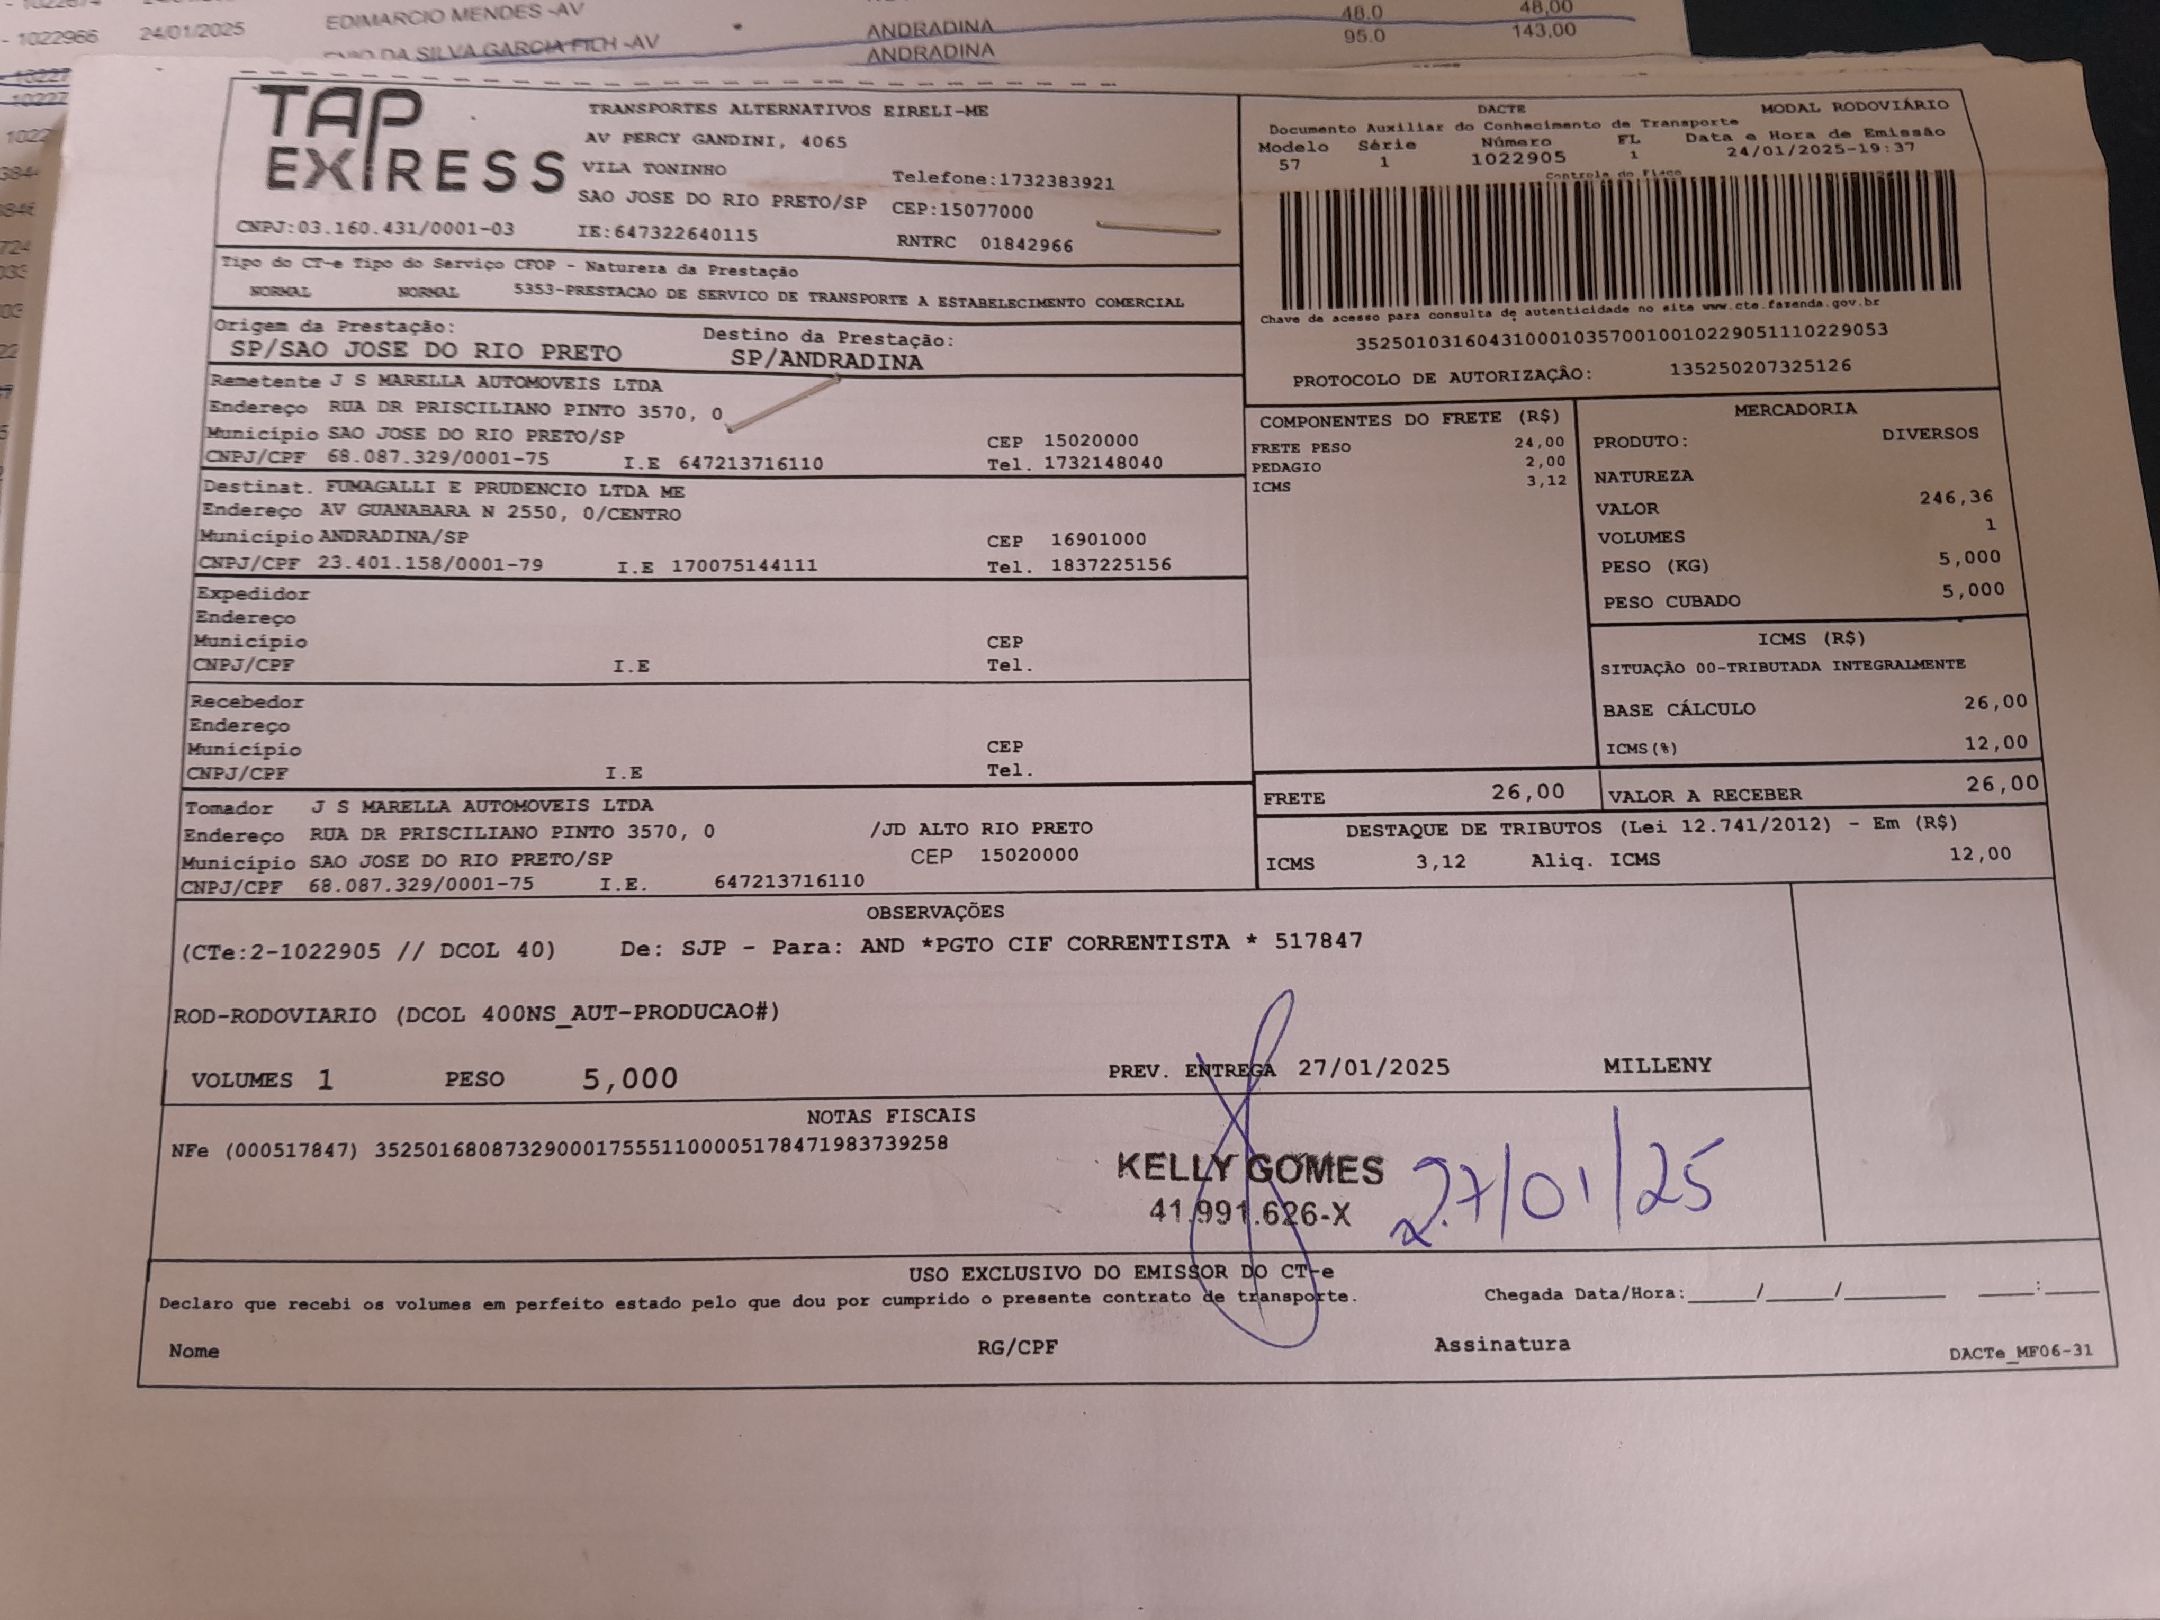 - 1022966 24/01/2025 EDIMARCIO MENDES -AV ANDRADINA 48.0 48,00
DA SILVA GARCIA FILH -AV ANDRADINA 95.0 143,00
TAP EXPRESS
TRANSPORTES ALTERNATIVOS EIRELI-ME
AV PERCY GANDINI, 4065
VILA TONINHO Telefone:1732383921
SAO JOSE DO RIO PRETO/SP CEP:15077000
CNPJ:03.160.431/0001-03 IE:647322640115 RNTRC 01842966
DACTE MODAL RODOVIÁRIO
Documento Auxiliar do Conhecimento de Transporte
Modelo Série Número FL Data e Hora de Emissão
57 1 1022905 1 24/01/2025-19:37
Controle do Fisco
Chave de acesso para consulta de autenticidade no site www.cte.fazenda.gov.br
35250103160431000103570010010229051110229053
PROTOCOLO DE AUTORIZAÇÃO: 135250207325126
Tipo do CT-e Tipo do Serviço CFOP - Natureza da Prestação
NORMAL NORMAL 5353-PRESTACAO DE SERVICO DE TRANSPORTE A ESTABELECIMENTO COMERCIAL
Origem da Prestação: Destino da Prestação:
SP/SAO JOSE DO RIO PRETO SP/ANDRADINA
Remetente J S MARELLA AUTOMOVEIS LTDA
Endereço RUA DR PRISCILIANO PINTO 3570, 0
Município SAO JOSE DO RIO PRETO/SP CEP 15020000
CNPJ/CPF 68.087.329/0001-75 I.E 647213716110 Tel. 1732148040
Destinat. FUMAGALLI E PRUDENCIO LTDA ME
Endereço AV GUANABARA N 2550, 0/CENTRO
Município ANDRADINA/SP CEP 16901000
CNPJ/CPF 23.401.158/0001-79 I.E 170075144111 Tel. 1837225156
Expedidor
Endereço
Município CEP
CNPJ/CPF I.E Tel.
Recebedor
Endereço
Município CEP
CNPJ/CPF I.E Tel.
Tomador J S MARELLA AUTOMOVEIS LTDA
Endereço RUA DR PRISCILIANO PINTO 3570, 0 /JD ALTO RIO PRETO
Município SAO JOSE DO RIO PRETO/SP CEP 15020000
CNPJ/CPF 68.087.329/0001-75 I.E. 647213716110
COMPONENTES DO FRETE (R$)
FRETE PESO 24,00
PEDAGIO 2,00
ICMS 3,12
MERCADORIA
PRODUTO: DIVERSOS
NATUREZA
VALOR 246,36
VOLUMES 1
PESO (KG) 5,000
PESO CUBADO 5,000
ICMS (R$)
SITUAÇÃO 00-TRIBUTADA INTEGRALMENTE
BASE CÁLCULO 26,00
ICMS(%) 12,00
FRETE 26,00 VALOR A RECEBER 26,00
DESTAQUE DE TRIBUTOS (Lei 12.741/2012) - Em (R$)
ICMS 3,12 Aliq. ICMS 12,00
OBSERVAÇÕES
(CTe:2-1022905 // DCOL 40) De: SJP - Para: AND *PGTO CIF CORRENTISTA * 517847
ROD-RODOVIARIO (DCOL 400NS_AUT-PRODUCAO#)
VOLUMES 1 PESO 5,000 PREV. ENTREGA 27/01/2025 MILLENY
NOTAS FISCAIS
NFe (000517847) 35250168087329000175551100005178471983739258
KELLY GOMES
41.991.626-X
27/01/25
USO EXCLUSIVO DO EMISSOR DO CT-e
Declaro que recebi os volumes em perfeito estado pelo que dou por cumprido o presente contrato de transporte. Chegada Data/Hora:_____/_____/_________ ____:_____
Nome RG/CPF Assinatura DACTe_MF06-31